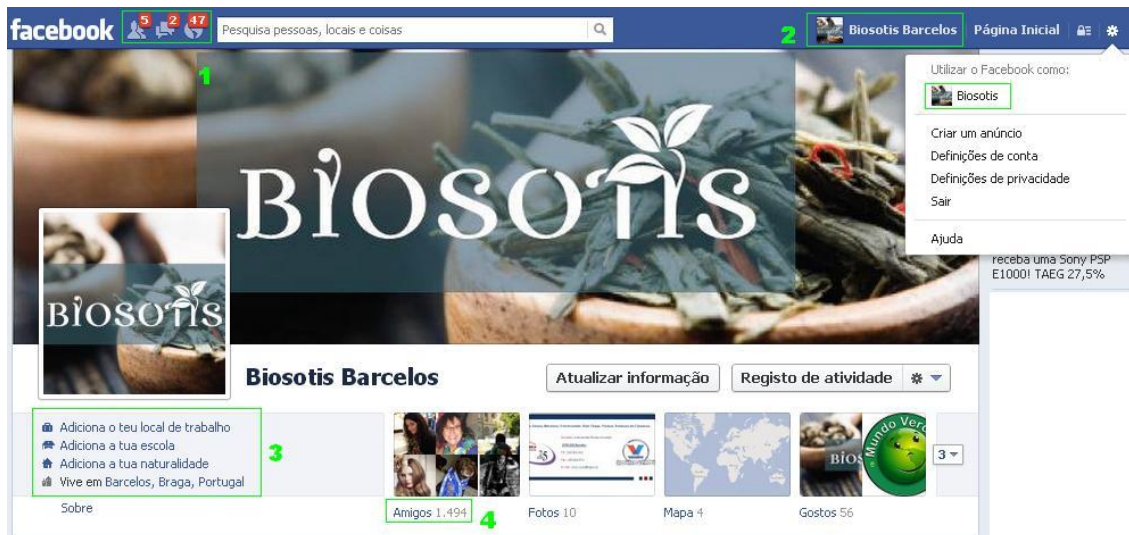 facebook
5 2 47
Pesquisa pessoas, locais e coisas
2
Biosotis Barcelos Página Inicial
1
Utilizar o Facebook como:
Biosotis
Criar um anúncio
Definições de conta
Definições de privacidade
Sair
Ajuda
receba uma Sony PSP
E1000! TAEG 27,5%
BIOSOTIS
BIOSOTIS
Biosotis Barcelos
Atualizar informação
Registo de atividade
Adiciona o teu local de trabalho
Adiciona a tua escola
Adiciona a tua naturalidade
Vive em Barcelos, Braga, Portugal
3
Sobre
BIOS
Mundo Verde
3
Amigos 1.494
4
Fotos 10
Mapa 4
Gostos 56